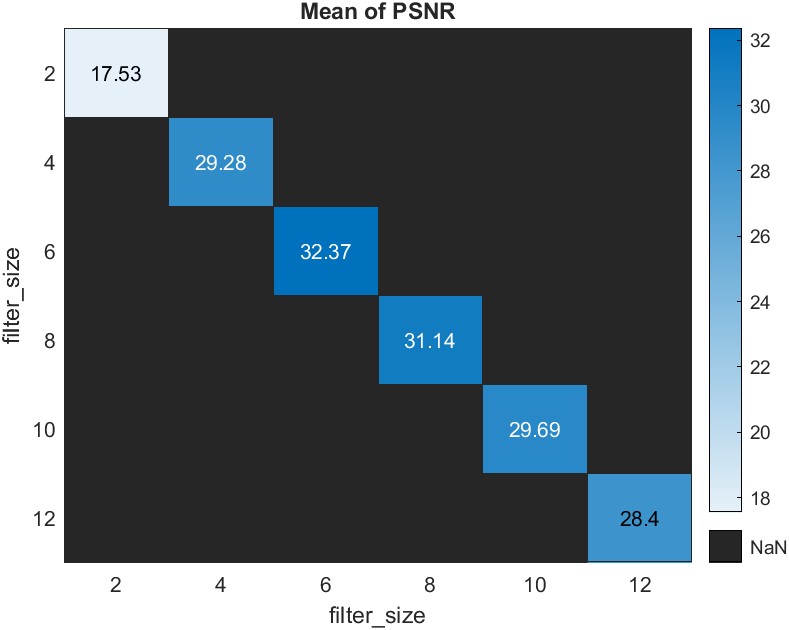 Mean of PSNR
2 17.53
4 29.28
6 32.37
8 31.14
10 29.69
12 28.4
2 4 6 8 10 12
filter_size
filter_size
32
30
28
26
24
22
20
18
NaN